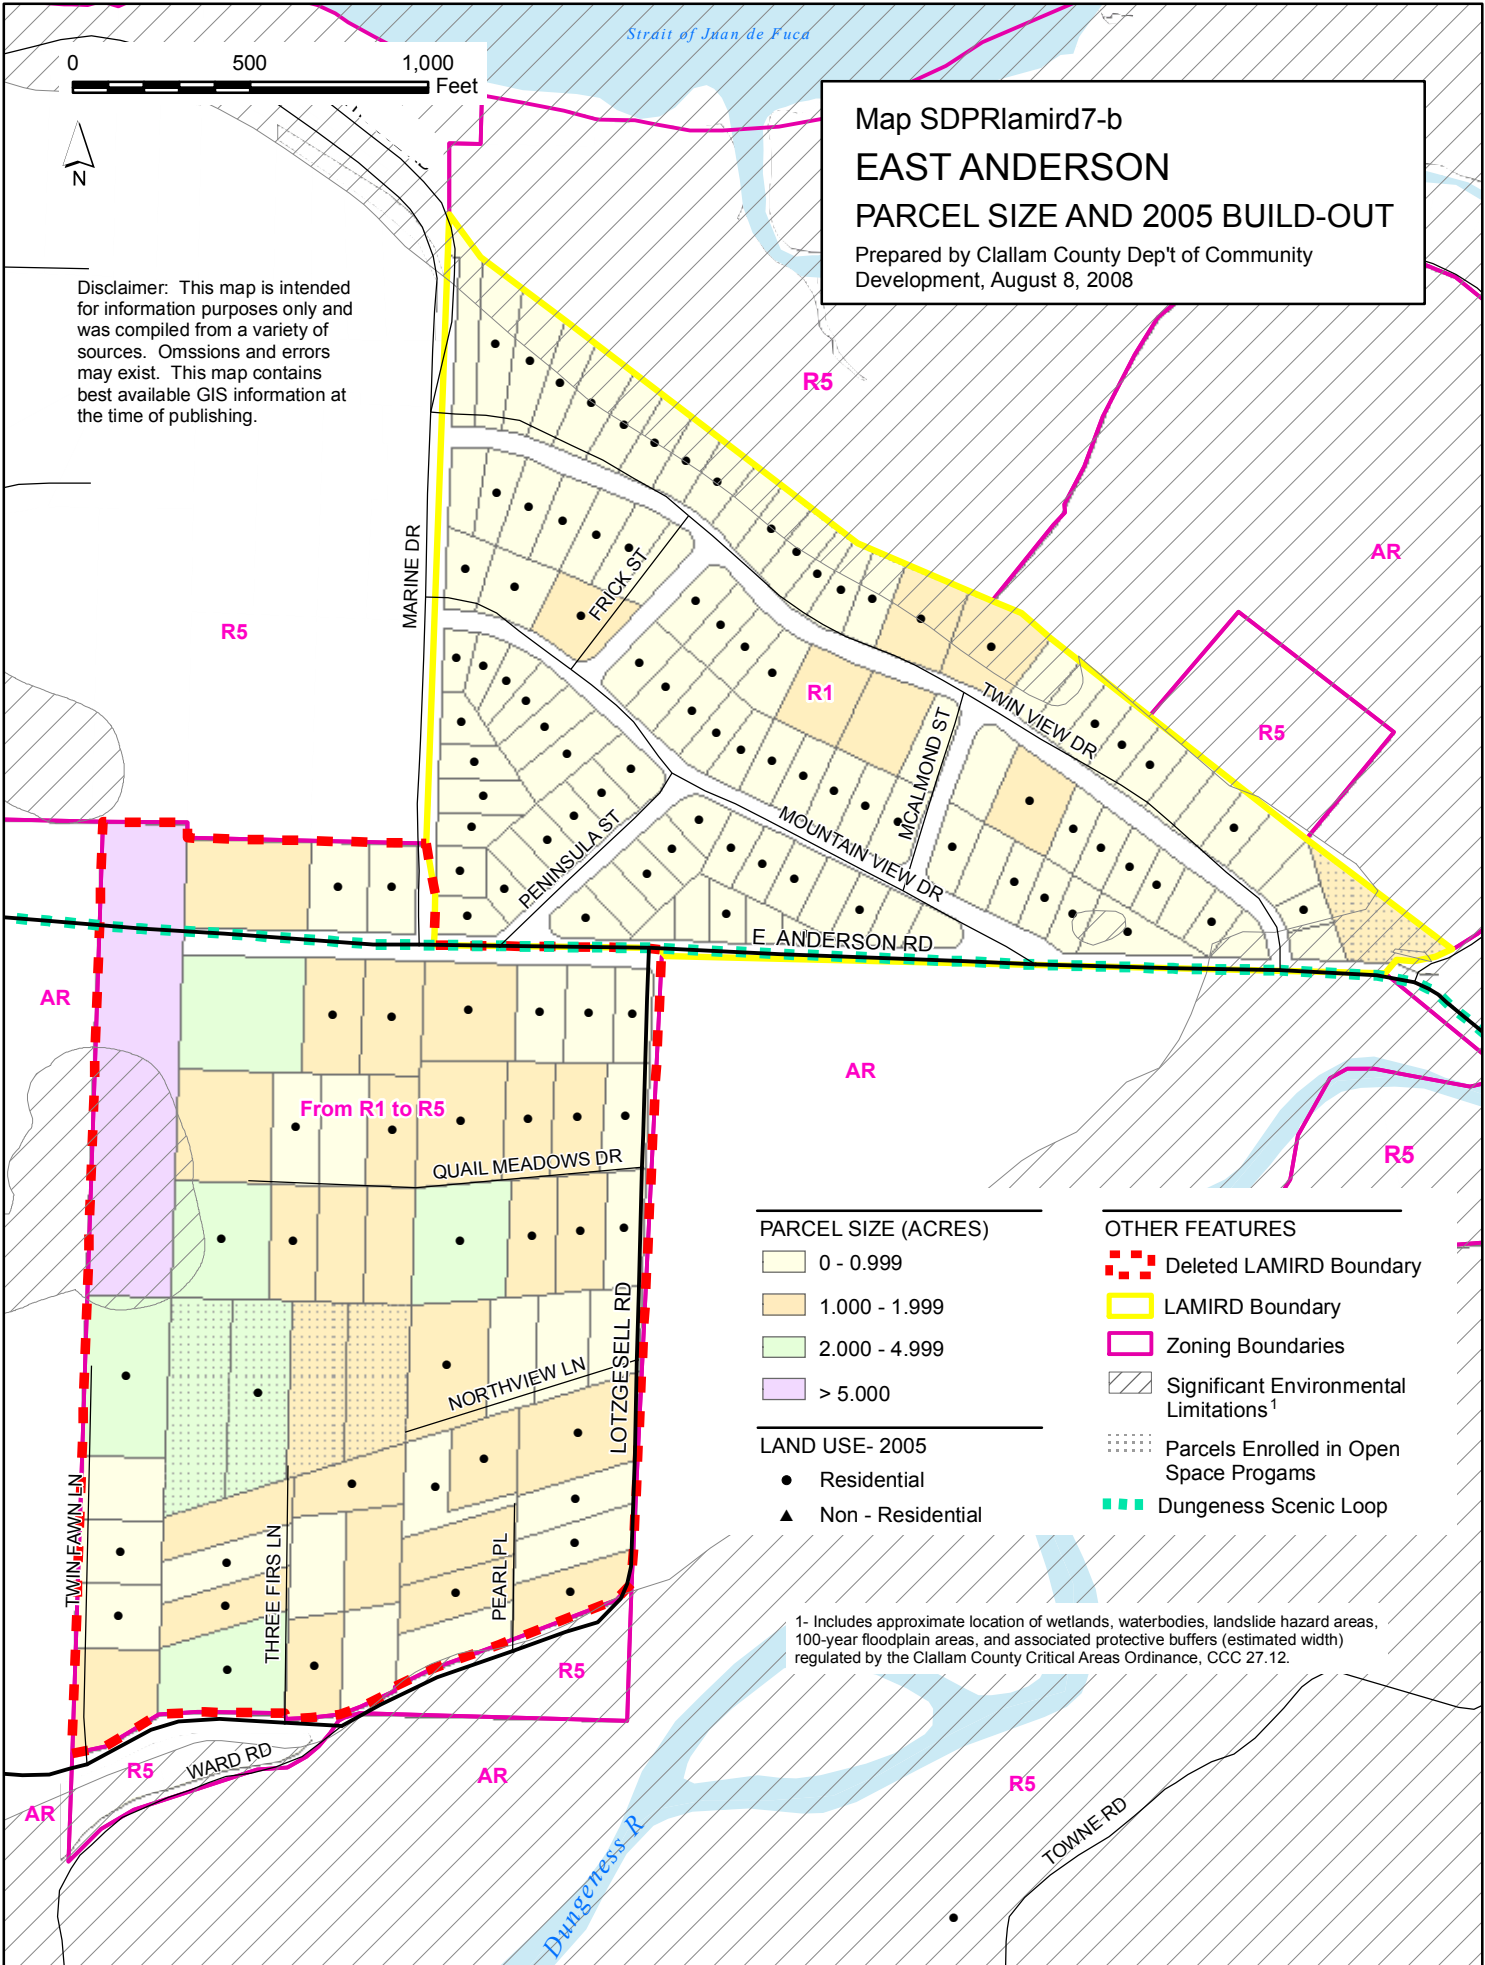 Strait of Juan de Fuca
0 500 1,000
Feet
N
Map SDPRlamird7-b
EAST ANDERSON
PARCEL SIZE AND 2005 BUILD-OUT
Prepared by Clallam County Dep't of Community
Development, August 8, 2008
Disclaimer: This map is intended
for information purposes only and
was compiled from a variety of
sources. Omssions and errors
may exist. This map contains
best available GIS information at
the time of publishing.
R5
AR
MARINE DR
FRICK ST
R5
R1
TWIN VIEW DR
R5
MCALMOND ST
MOUNTAIN VIEW DR
PENINSULA ST
E ANDERSON RD
AR
AR
From R1 to R5
QUAIL MEADOWS DR
R5
LOTZGESELL RD
NORTHVIEW LN
TWIN FAWN LN
THREE FIRS LN
PEARL PL
PARCEL SIZE (ACRES)
0 - 0.999
1.000 - 1.999
2.000 - 4.999
> 5.000
LAND USE- 2005
Residential
Non - Residential
OTHER FEATURES
Deleted LAMIRD Boundary
LAMIRD Boundary
Zoning Boundaries
Significant Environmental
Limitations1
Parcels Enrolled in Open
Space Progams
Dungeness Scenic Loop
1- Includes approximate location of wetlands, waterbodies, landslide hazard areas,
100-year floodplain areas, and associated protective buffers (estimated width)
regulated by the Clallam County Critical Areas Ordinance, CCC 27.12.
R5
R5
WARD RD
AR
R5
AR
TOWNE RD
Dungeness R